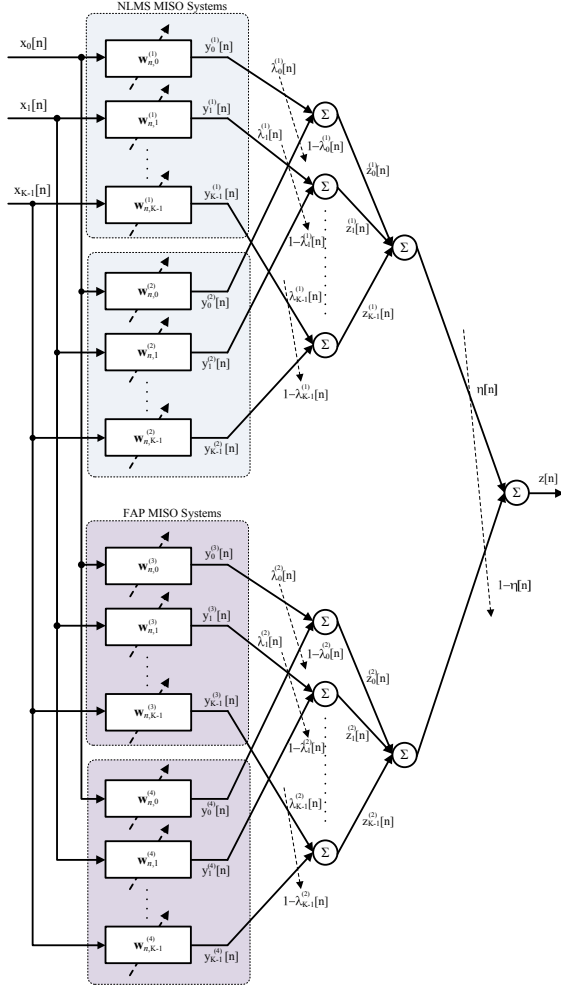 NLMS MISO Systems
x₀[n]
w_{n,0}^{(1)}
y₀^{(1)}[n]
λ₀^{(1)}[n]
x₁[n]
w_{n,1}^{(1)}
y₁^{(1)}[n]
λ₁^{(1)}[n]
Σ
1−λ₀^{(1)}[n]
z₀^{(1)}[n]
x_{K-1}[n]
w_{n,K-1}^{(1)}
y_{K-1}^{(1)}[n]
Σ
z₁^{(1)}[n]
1−λ₁^{(1)}[n]
Σ
w_{n,0}^{(2)}
y₀^{(2)}[n]
λ_{K-1}^{(1)}[n]
z_{K-1}^{(1)}[n]
w_{n,1}^{(2)}
y₁^{(2)}[n]
Σ
1−λ_{K-1}^{(1)}[n]
η[n]
w_{n,K-1}^{(2)}
y_{K-1}^{(2)}[n]
Σ
z[n]
FAP MISO Systems
w_{n,0}^{(3)}
y₀^{(3)}[n]
λ₀^{(2)}[n]
1−η[n]
w_{n,1}^{(3)}
y₁^{(3)}[n]
λ₁^{(2)}[n]
Σ
1−λ₀^{(2)}[n]
z₀^{(2)}[n]
w_{n,K-1}^{(3)}
y_{K-1}^{(3)}[n]
Σ
z₁^{(2)}[n]
1−λ₁^{(2)}[n]
Σ
w_{n,0}^{(4)}
y₀^{(4)}[n]
λ_{K-1}^{(2)}[n]
z_{K-1}^{(2)}[n]
w_{n,1}^{(4)}
y₁^{(4)}[n]
Σ
1−λ_{K-1}^{(2)}[n]
w_{n,K-1}^{(4)}
y_{K-1}^{(4)}[n]